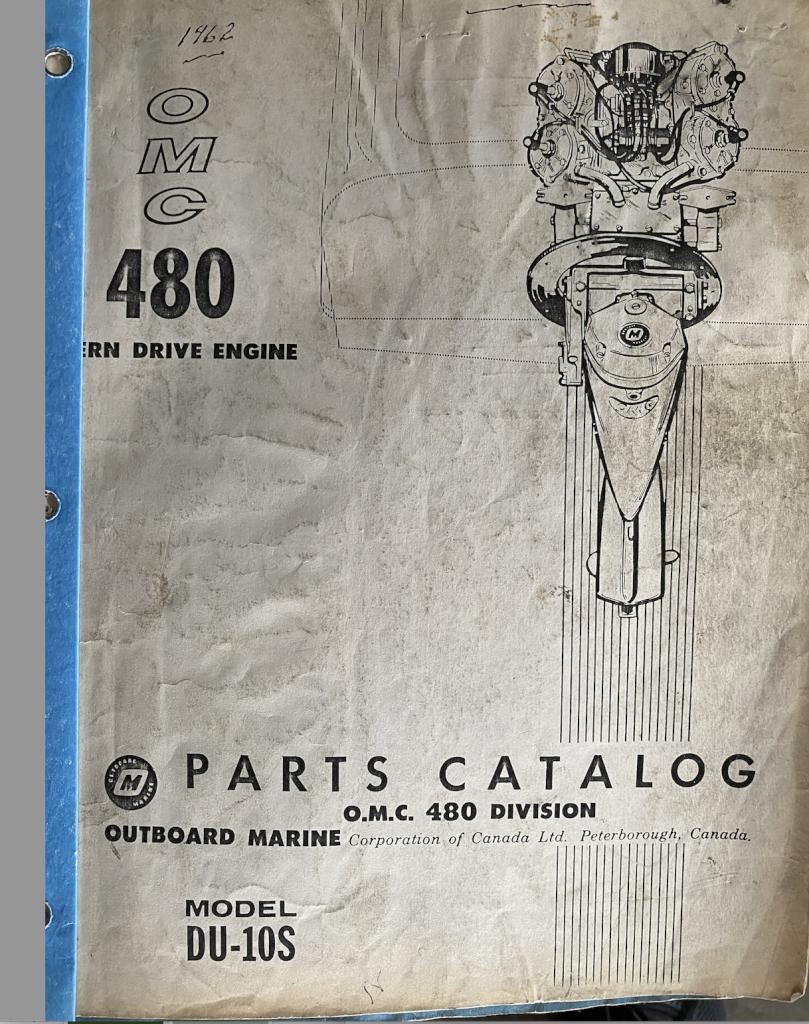 1962
O
M
C
480
ERN DRIVE ENGINE
M
PARTS CATALOG
O.M.C. 480 DIVISION
OUTBOARD MARINE Corporation of Canada Ltd. Peterborough, Canada.
MODEL
DU-10S